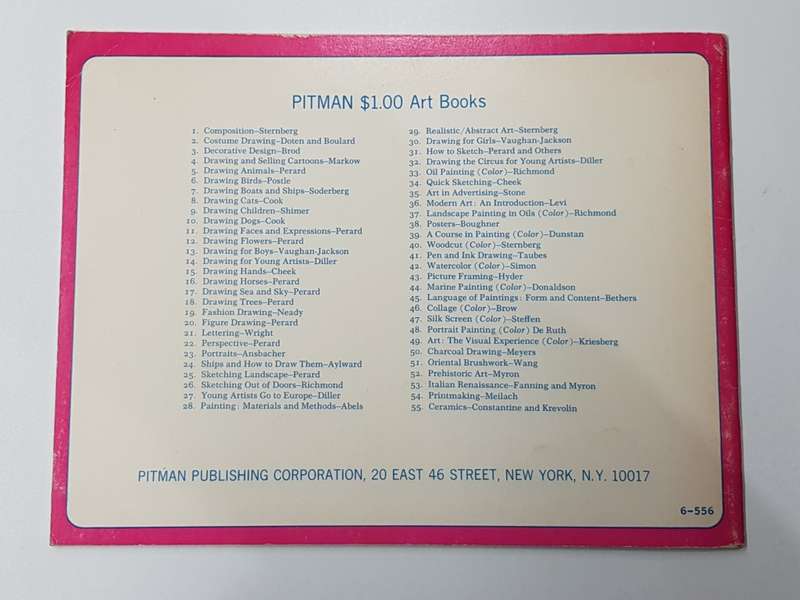 PITMAN $1.00 Art Books
1. Composition–Sternberg
2. Costume Drawing–Doten and Boulard
3. Decorative Design–Brod
4. Drawing and Selling Cartoons–Markow
5. Drawing Animals–Perard
6. Drawing Birds–Postle
7. Drawing Boats and Ships–Soderberg
8. Drawing Cats–Cook
9. Drawing Children–Shimer
10. Drawing Dogs–Cook
11. Drawing Faces and Expressions–Perard
12. Drawing Flowers–Perard
13. Drawing for Boys–Vaughan-Jackson
14. Drawing for Young Artists–Diller
15. Drawing Hands–Cheek
16. Drawing Horses–Perard
17. Drawing Sea and Sky–Perard
18. Drawing Trees–Perard
19. Fashion Drawing–Neady
20. Figure Drawing–Perard
21. Lettering–Wright
22. Perspective–Perard
23. Portraits–Ansbacher
24. Ships and How to Draw Them–Aylward
25. Sketching Landscape–Perard
26. Sketching Out of Doors–Richmond
27. Young Artists Go to Europe–Diller
28. Painting: Materials and Methods–Abels
29. Realistic/Abstract Art–Sternberg
30. Drawing for Girls–Vaughan-Jackson
31. How to Sketch–Perard and Others
32. Drawing the Circus for Young Artists–Diller
33. Oil Painting (Color)–Richmond
34. Quick Sketching–Cheek
35. Art in Advertising–Stone
36. Modern Art: An Introduction–Levi
37. Landscape Painting in Oils (Color)–Richmond
38. Posters–Boughner
39. A Course in Painting (Color)–Dunstan
40. Woodcut (Color)–Sternberg
41. Pen and Ink Drawing–Taubes
42. Watercolor (Color)–Simon
43. Picture Framing–Hyder
44. Marine Painting (Color)–Donaldson
45. Language of Paintings: Form and Content–Bethers
46. Collage (Color)–Brow
47. Silk Screen (Color)–Steffen
48. Portrait Painting (Color) De Ruth
49. Art: The Visual Experience (Color)–Kriesberg
50. Charcoal Drawing–Meyers
51. Oriental Brushwork–Wang
52. Prehistoric Art–Myron
53. Italian Renaissance–Fanning and Myron
54. Printmaking–Meilach
55. Ceramics–Constantine and Krevolin
PITMAN PUBLISHING CORPORATION, 20 EAST 46 STREET, NEW YORK, N.Y. 10017
6–556